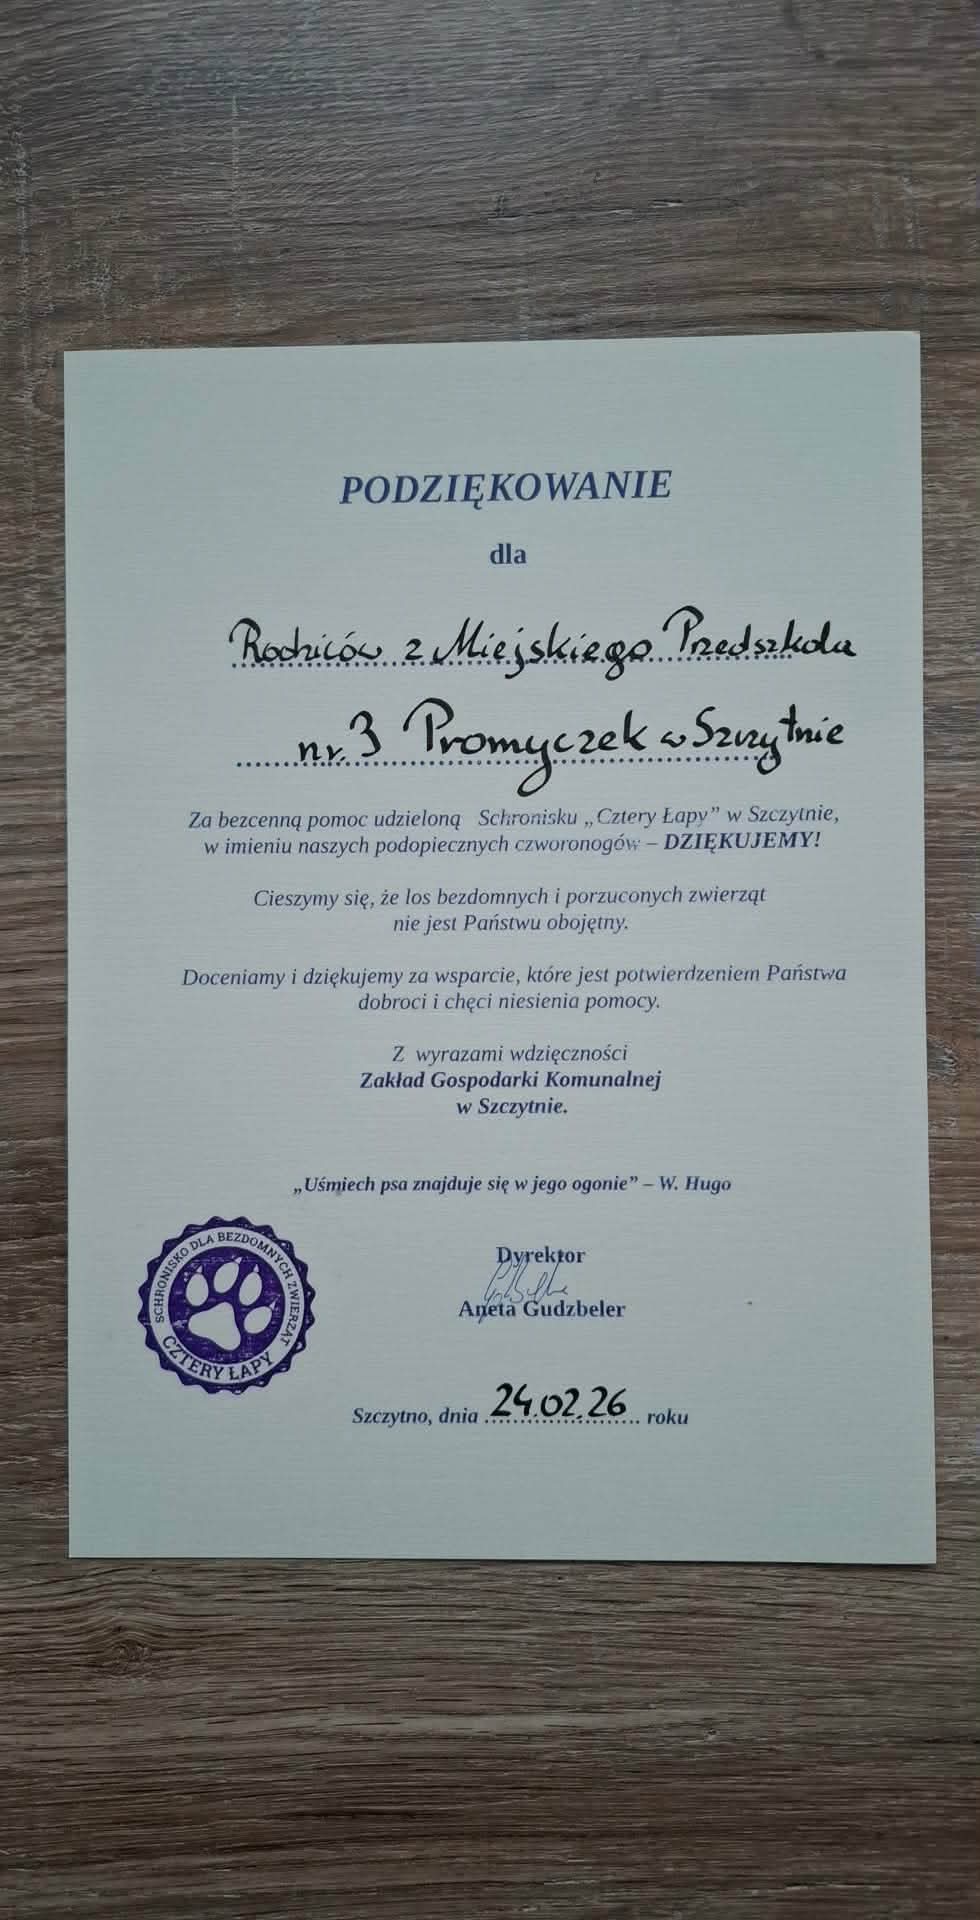 PODZIĘKOWANIE
dla
Rodziców z Miejskiego Przedszkola
nr. 3 Promyczek w Szczytnie
Za bezcenną pomoc udzieloną Schronisku „Cztery Łapy” w Szczytnie,
w imieniu naszych podopiecznych czworonogów – DZIĘKUJEMY!
Cieszymy się, że los bezdomnych i porzuconych zwierząt
nie jest Państwu obojętny.
Doceniamy i dziękujemy za wsparcie, które jest potwierdzeniem Państwa
dobroci i chęci niesienia pomocy.
Z wyrazami wdzięczności
Zakład Gospodarki Komunalnej
w Szczytnie.
„Uśmiech psa znajduje się w jego ogonie” – W. Hugo
SCHRONISKO DLA BEZDOMNYCH ZWIERZĄT
CZTERY ŁAPY
Dyrektor
Aneta Gudzbeler
Szczytno, dnia 24.02.26 roku